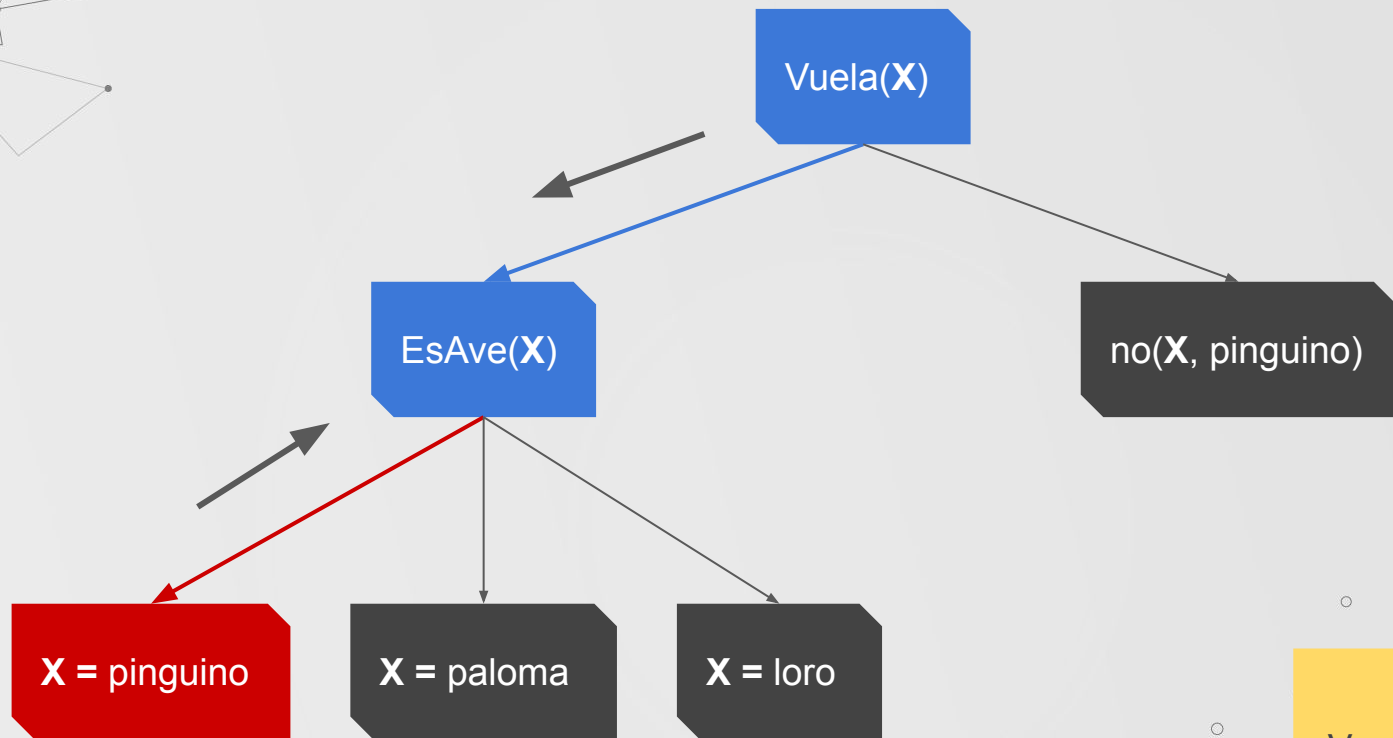 Vuela(X)
EsAve(X)
no(X, pinguino)
X = pinguino
X = paloma
X = loro